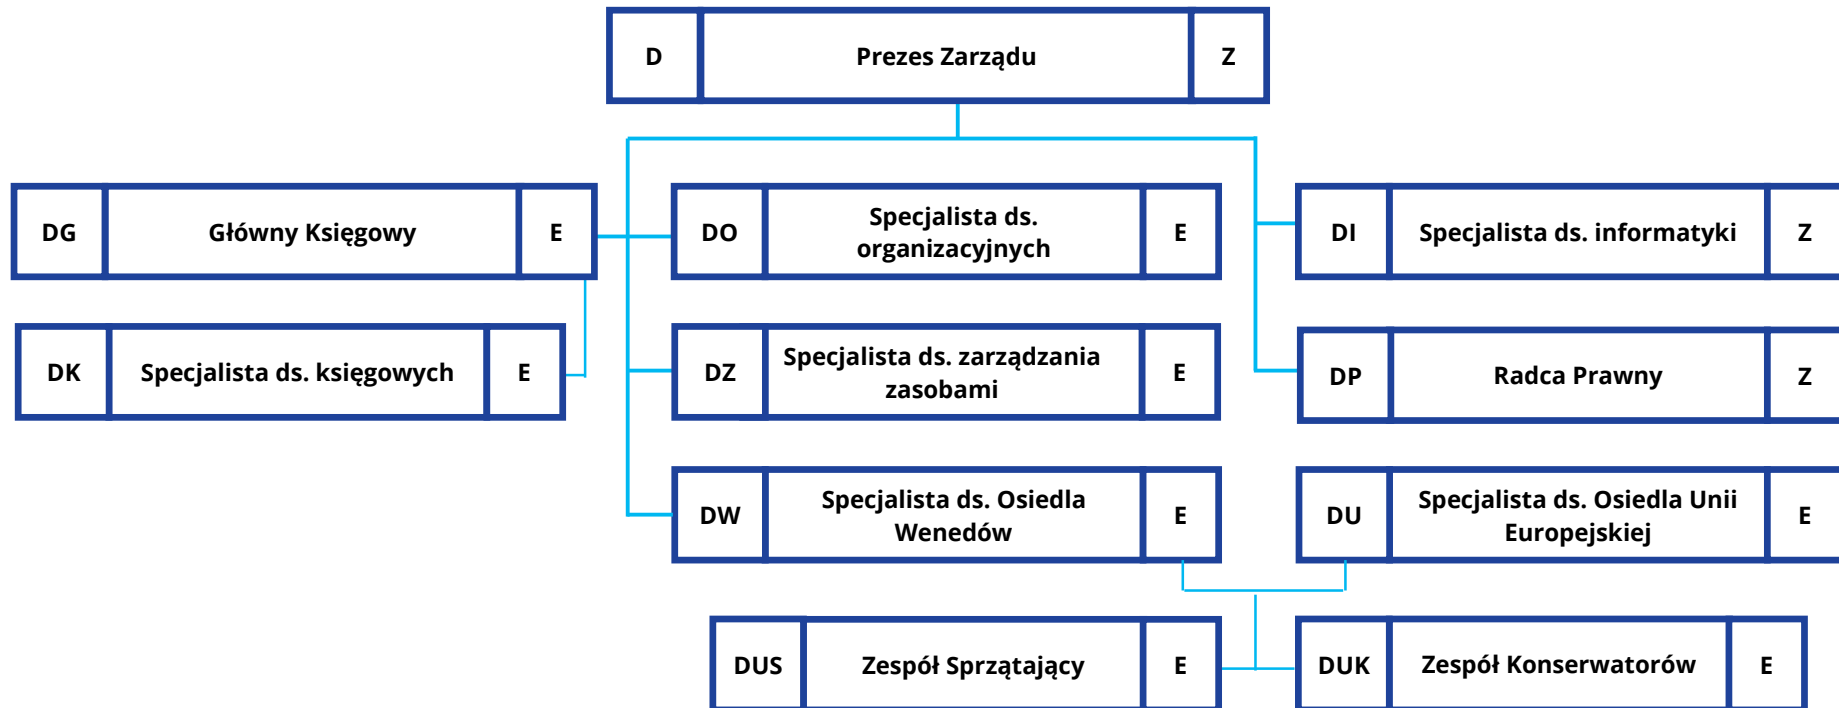 D Prezes Zarządu Z
DG Główny Księgowy E
DO Specjalista ds. organizacyjnych E
DI Specjalista ds. informatyki Z
DK Specjalista ds. księgowych E
DZ Specjalista ds. zarządzania zasobami E
DP Radca Prawny Z
DW Specjalista ds. Osiedla Wenedów E
DU Specjalista ds. Osiedla Unii Europejskiej E
DUS Zespół Sprzątający E
DUK Zespół Konserwatorów E